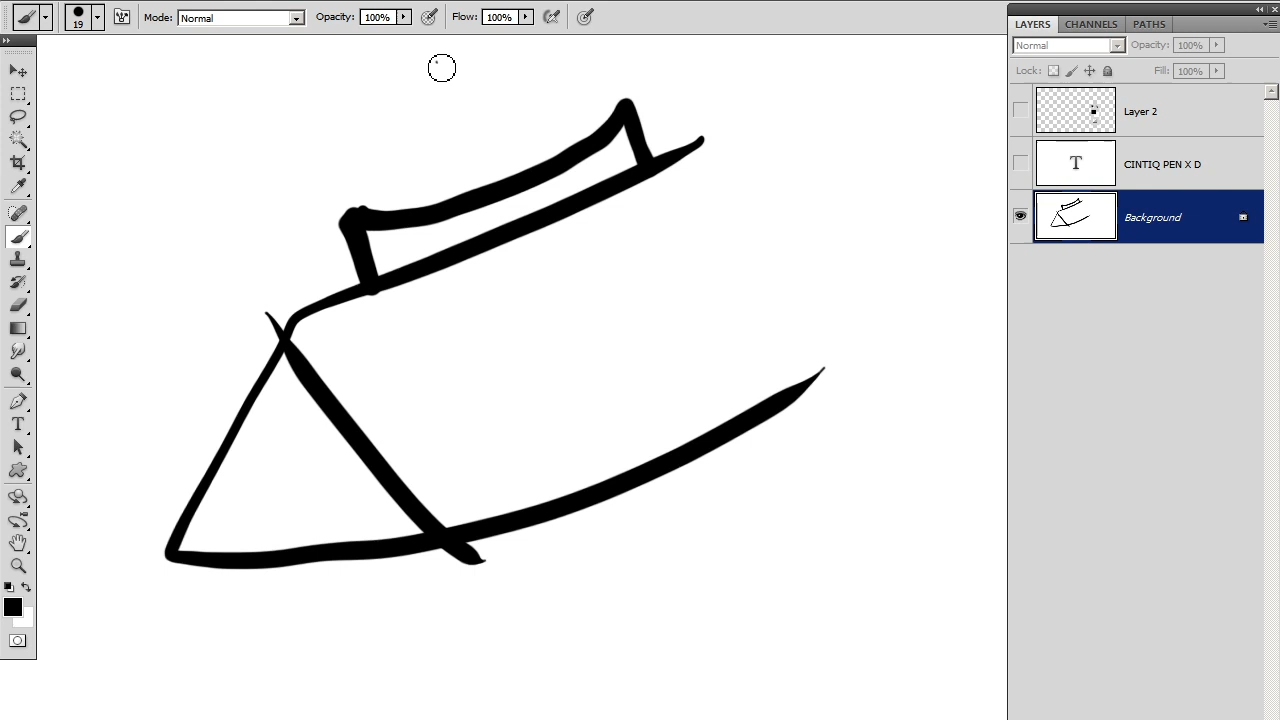 19 Mode: Normal Opacity: 100% Flow: 100%
LAYERS CHANNELS PATHS
Normal Opacity: 100%
Lock: Fill: 100%
Layer 2
T CINTIQ PEN X D
Background
T